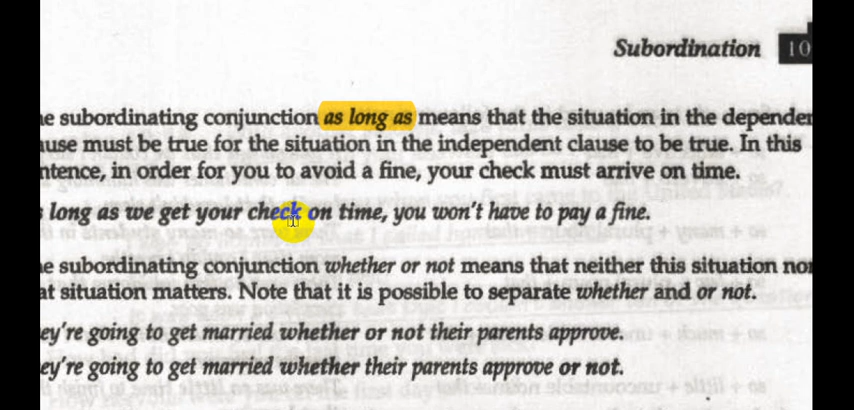 Subordination 10
e subordinating conjunction as long as means that the situation in the depende
use must be true for the situation in the independent clause to be true. In this
ntence, in order for you to avoid a fine, your check must arrive on time.
long as we get your check on time, you won't have to pay a fine.
e subordinating conjunction whether or not means that neither this situation no
at situation matters. Note that it is possible to separate whether and or not.
ey're going to get married whether or not their parents approve.
ey're going to get married whether their parents approve or not.